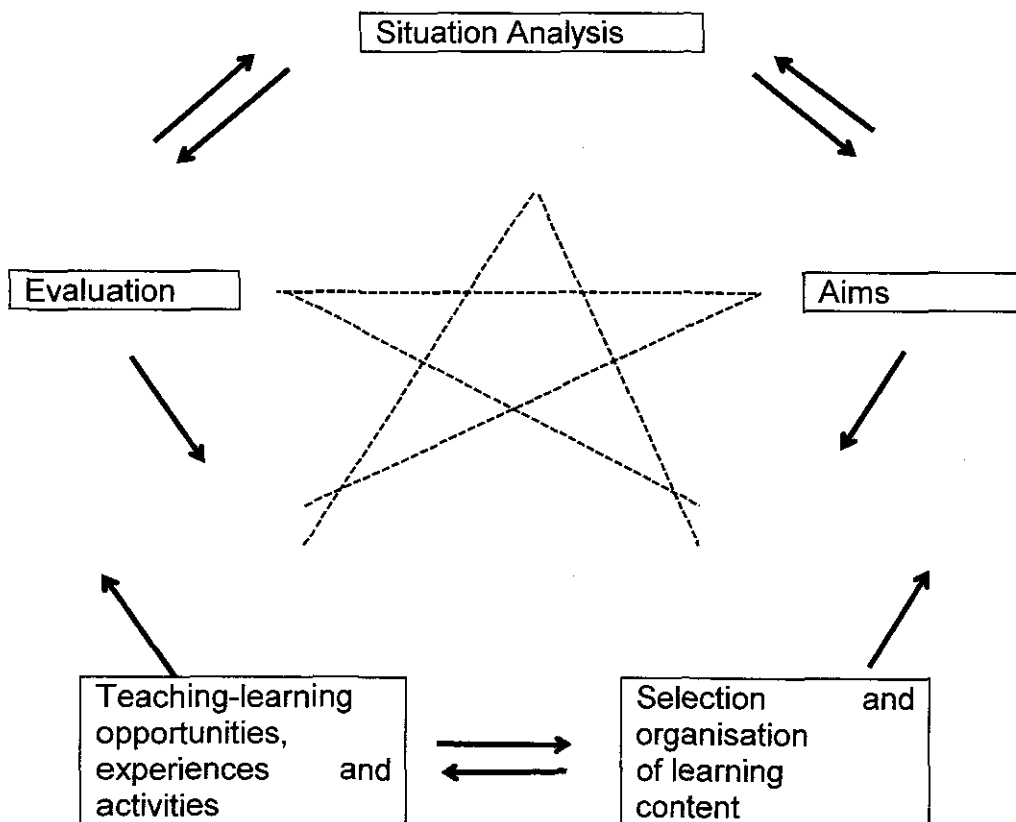 Situation Analysis
Evaluation
Aims
Teaching-learning
opportunities,
experiences and
activities
Selection and
organisation
of learning
content